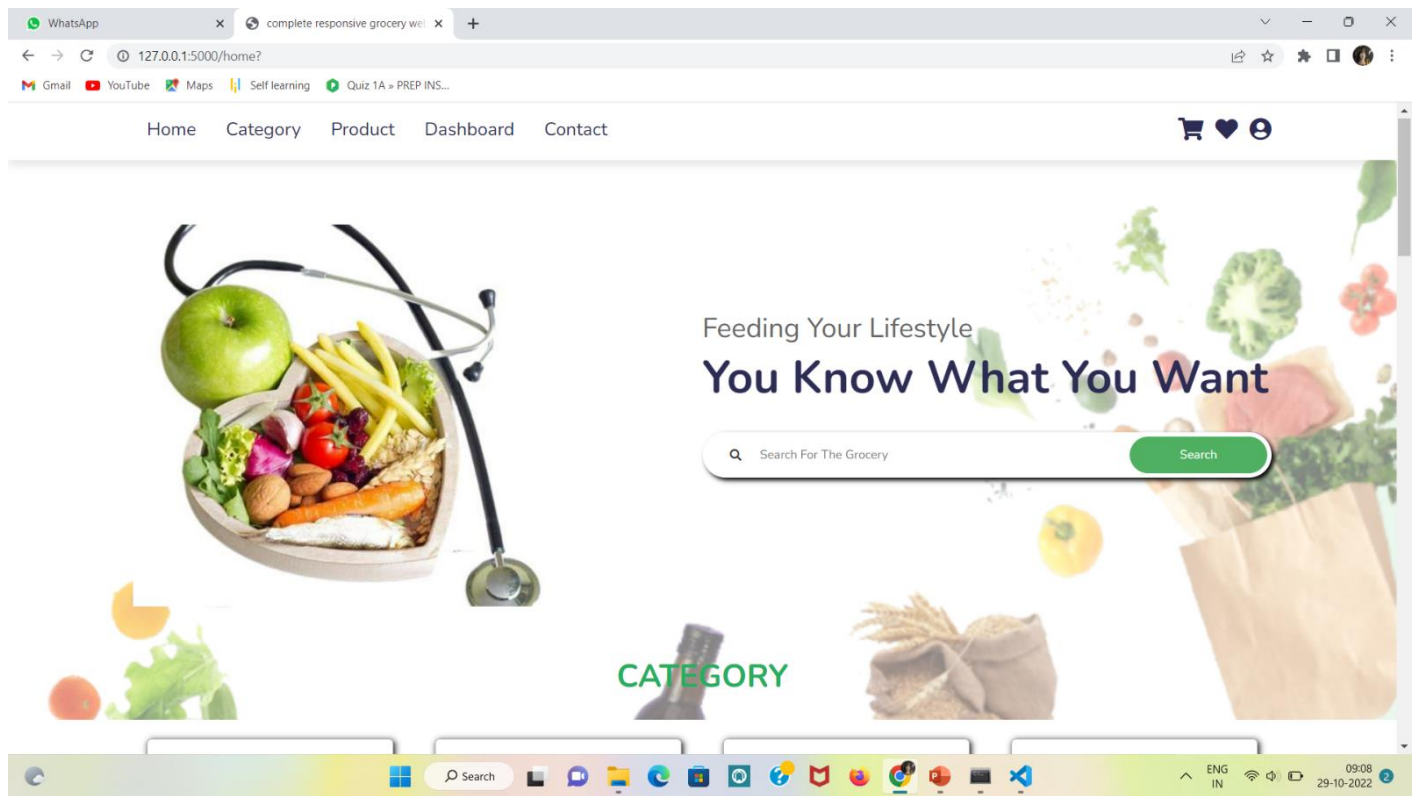 WhatsApp
complete responsive grocery wel
127.0.0.1:5000/home?
Gmail YouTube Maps Self learning Quiz 1A » PREP INS...
Home Category Product Dashboard Contact
Feeding Your Lifestyle
You Know What You Want
Search For The Grocery Search
CATEGORY
Search
ENG
IN
09:08
29-10-2022
2